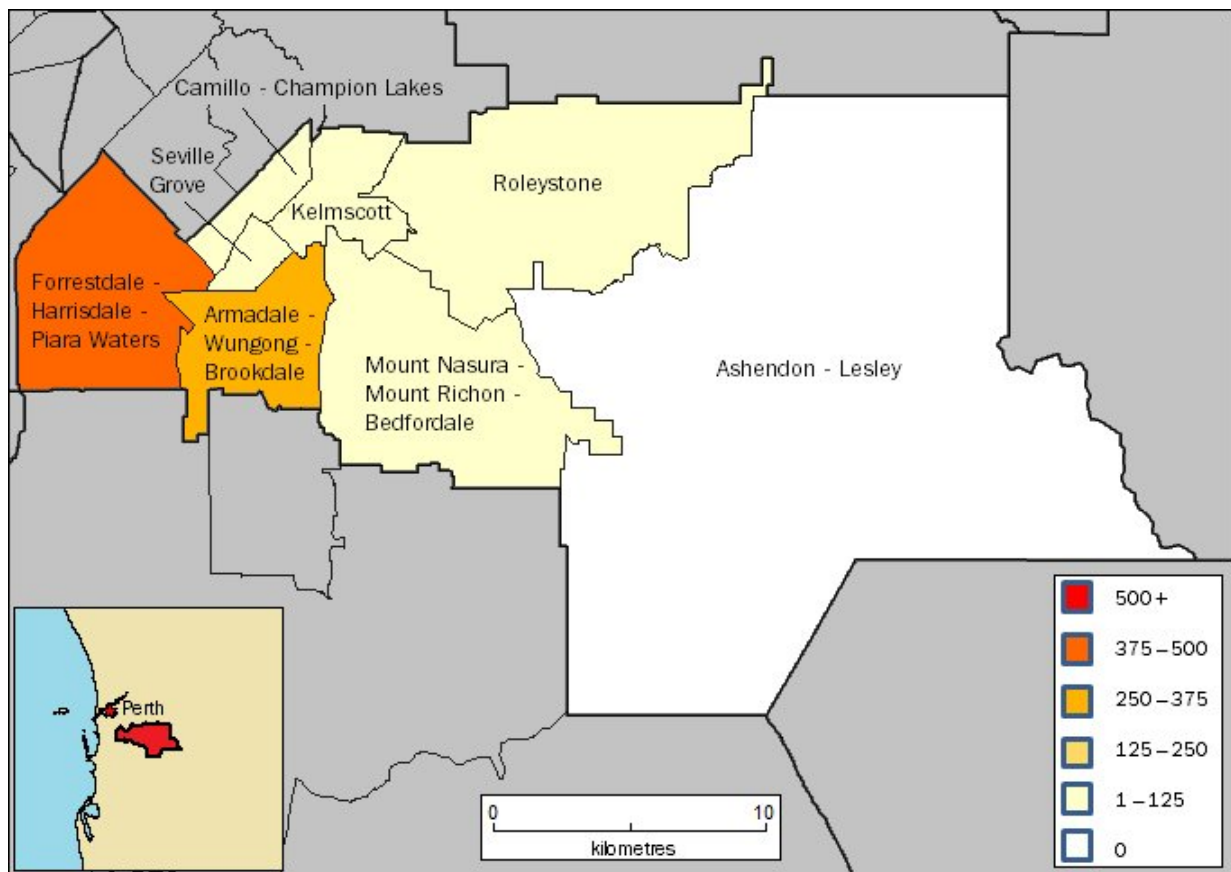 Camillo - Champion Lakes
Seville
Grove
Kelmscott
Roleystone
Forrestdale -
Harrisdale -
Piara Waters
Armadale -
Wungong -
Brookdale
Mount Nasura -
Mount Richon -
Bedfordale
Ashendon - Lesley
Perth
0 10
kilometres
500+
375–500
250–375
125–250
1–125
0